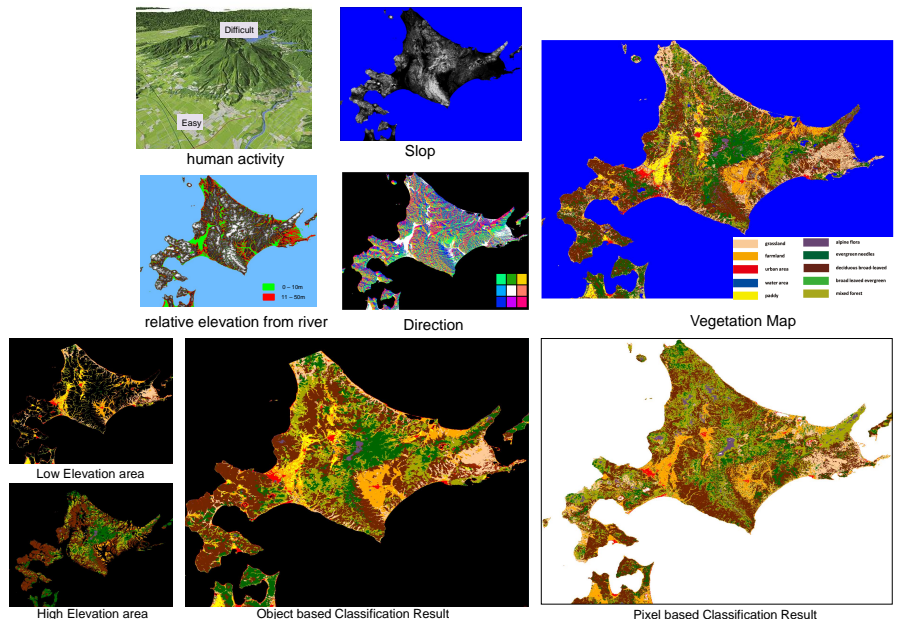 Difficult
Easy
human activity
Slop
0 – 10m
11 – 50m
relative elevation from river
Direction
grassland
farmland
urban area
water area
paddy
alpine flora
evergreen needles
deciduous broad-leaved
broad leaved evergreen
mixed forest
Vegetation Map
Low Elevation area
High Elevation area
Object based Classification Result
Pixel based Classification Result